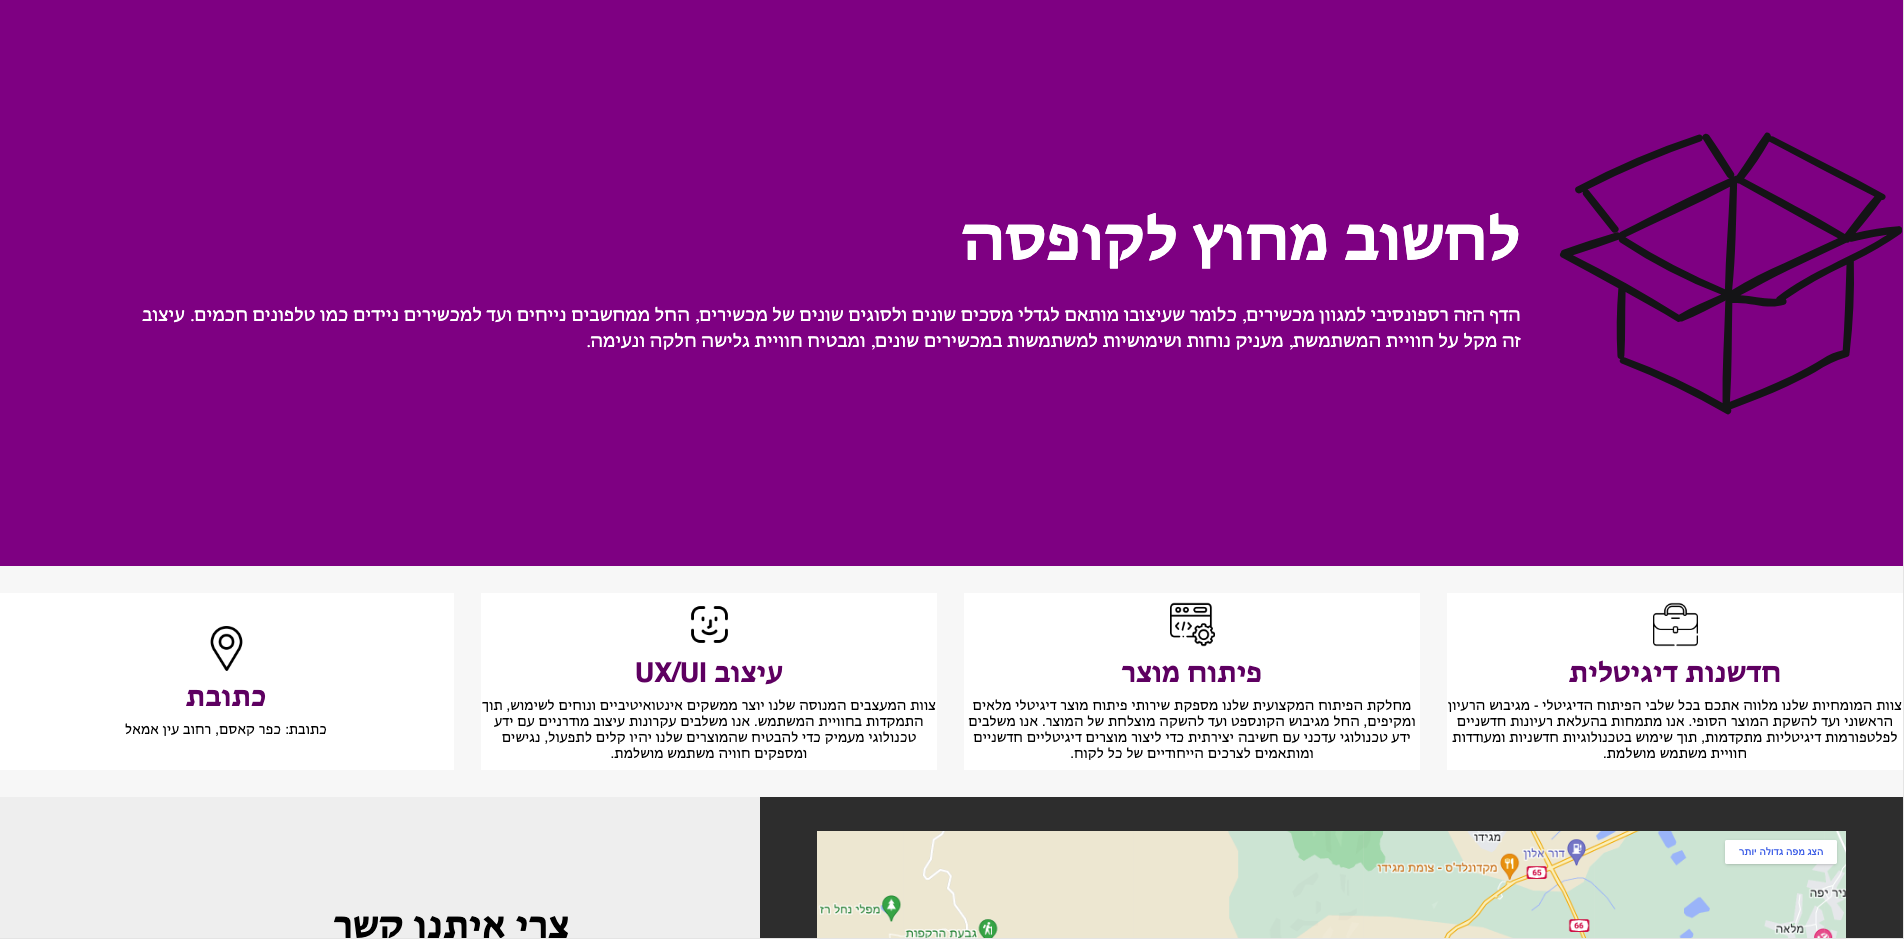 לחשוב מחוץ לקופסה
הדף הזה רספונסיבי למגוון מכשירים, כלומר שעיצובו מותאם לגדלי מסכים שונים ולסוגים שונים של מכשירים, החל ממחשבים נייחים ועד למכשירים ניידים כמו טלפונים חכמים. עיצוב
זה מקל על חוויית המשתמשת, מעניק נוחות ושימושיות למשתמשות במכשירים שונים, ומבטיח חוויית גלישה חלקה ונעימה.
חדשנות דיגיטלית
צוות המומחיות שלנו מלווה אתכם בכל שלבי הפיתוח הדיגיטלי - מגיבוש הרעיון
הראשוני ועד להשקת המוצר הסופי. אנו מתמחות בהעלאת רעיונות חדשניים
לפלטפורמות דיגיטליות מתקדמות, תוך שימוש בטכנולוגיות חדשניות ומעודדות
חוויית משתמש מושלמת.
פיתוח מוצר
מחלקת הפיתוח המקצועית שלנו מספקת שירותי פיתוח מוצר דיגיטלי מלאים
ומקיפים, החל מגיבוש הקונספט ועד להשקה מוצלחת של המוצר. אנו משלבים
ידע טכנולוגי עדכני עם חשיבה יצירתית כדי ליצור מוצרים דיגיטליים חדשניים
ומותאמים לצרכים הייחודיים של כל לקוח.
עיצוב UX/UI
צוות המעצבים המנוסה שלנו יוצר ממשקים אינטואיטיביים ונוחים לשימוש, תוך
התמקדות בחוויית המשתמש. אנו משלבים עקרונות עיצוב מודרניים עם ידע
טכנולוגי מעמיק כדי להבטיח שהמוצרים שלנו יהיו קלים לתפעול, נגישים
ומספקים חוויה משתמש מושלמת.
כתובת
כתובת: כפר קאסם, רחוב עין אמאל
הצג מפה גדולה יותר
מגידו
דור אלון
מקדונלד'ס - צומת מגידו
65
ניר יפה
מפלי נחל רז
66
מלאה
גבעת הרקפות
צרי איתנו קשר